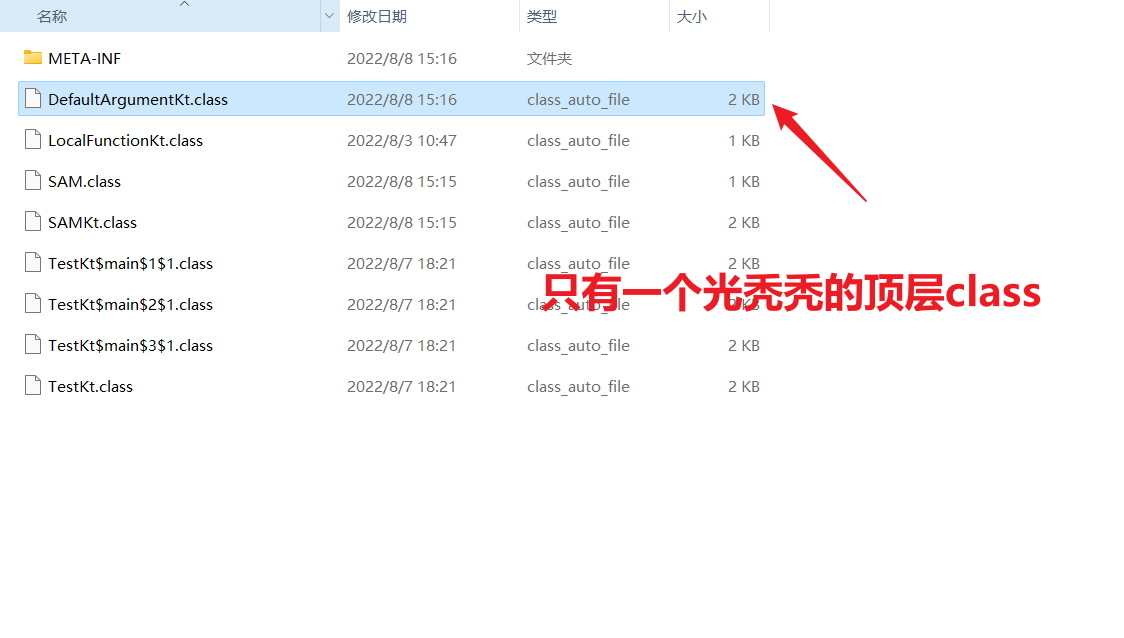 名称 修改日期 类型 大小
META-INF 2022/8/8 15:16 文件夹
DefaultArgumentKt.class 2022/8/8 15:16 class_auto_file 2 KB
LocalFunctionKt.class 2022/8/3 10:47 class_auto_file 1 KB
SAM.class 2022/8/8 15:15 class_auto_file 1 KB
SAMKt.class 2022/8/8 15:15 class_auto_file 2 KB
TestKt$main$1$1.class 2022/8/7 18:21 class_auto_file 2 KB
只有一个光秃秃的顶层class
TestKt$main$2$1.class 2022/8/7 18:21 class_auto_file 2 KB
TestKt$main$3$1.class 2022/8/7 18:21 class_auto_file 2 KB
TestKt.class 2022/8/7 18:21 class_auto_file 2 KB